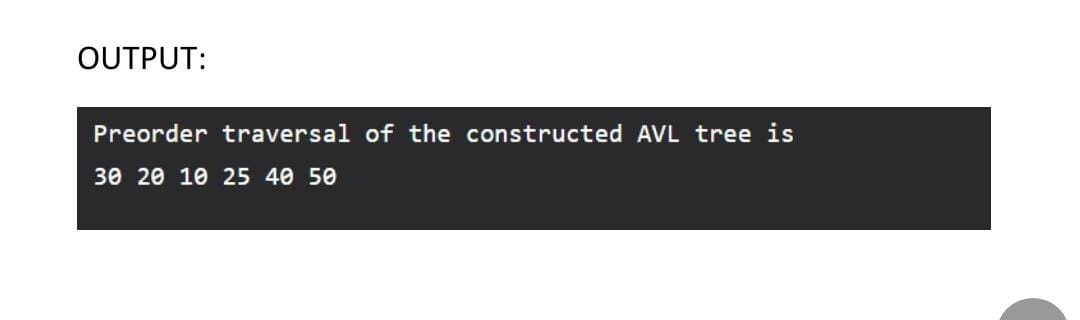 OUTPUT:
Preorder traversal of the constructed AVL tree is
30 20 10 25 40 50